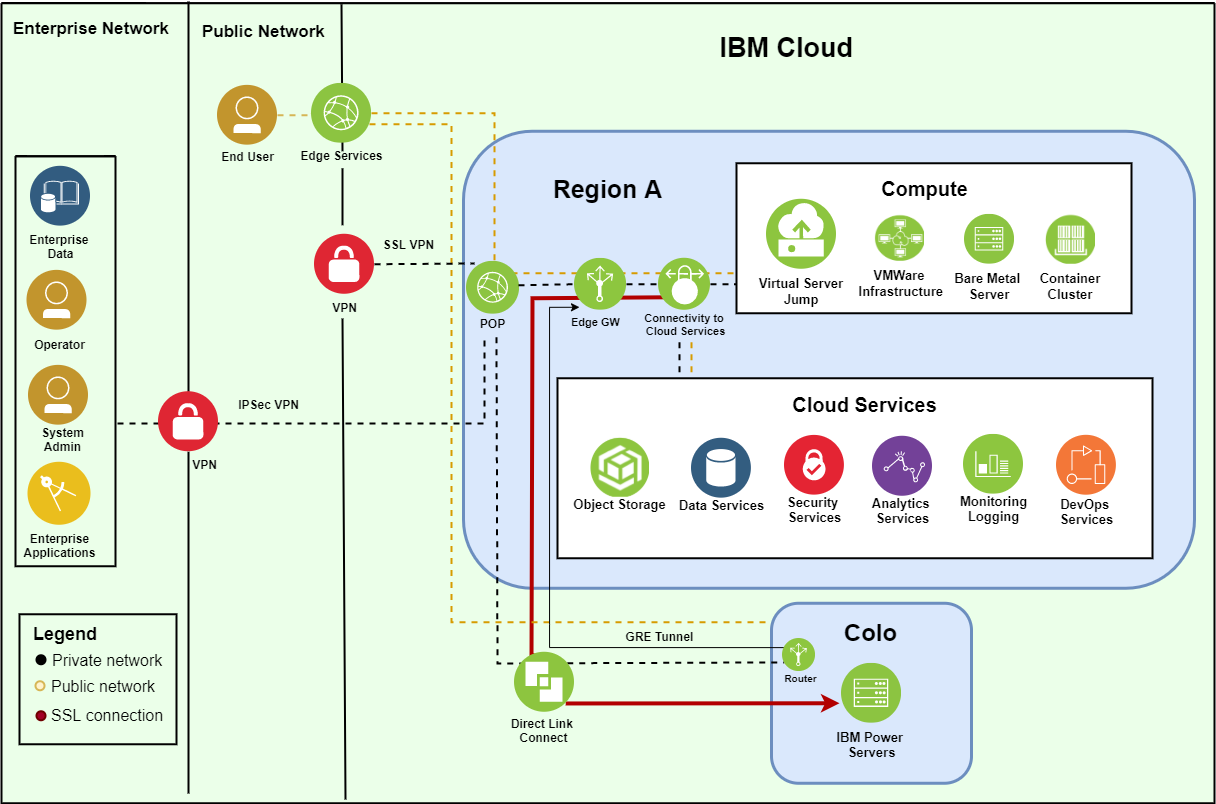 Enterprise Network
Public Network
IBM Cloud
End User
Edge Services
Enterprise
Data
Operator
System
Admin
Enterprise
Applications
SSL VPN
VPN
IPSec VPN
VPN
Region A
POP
Edge GW
Connectivity to
Cloud Services
Compute
Virtual Server
Jump
VMWare
Infrastructure
Bare Metal
Server
Container
Cluster
Cloud Services
Object Storage
Data Services
Security
Services
Analytics
Services
Monitoring
Logging
DevOps
Services
GRE Tunnel
Direct Link
Connect
Colo
Router
IBM Power
Servers
Legend
Private network
Public network
SSL connection